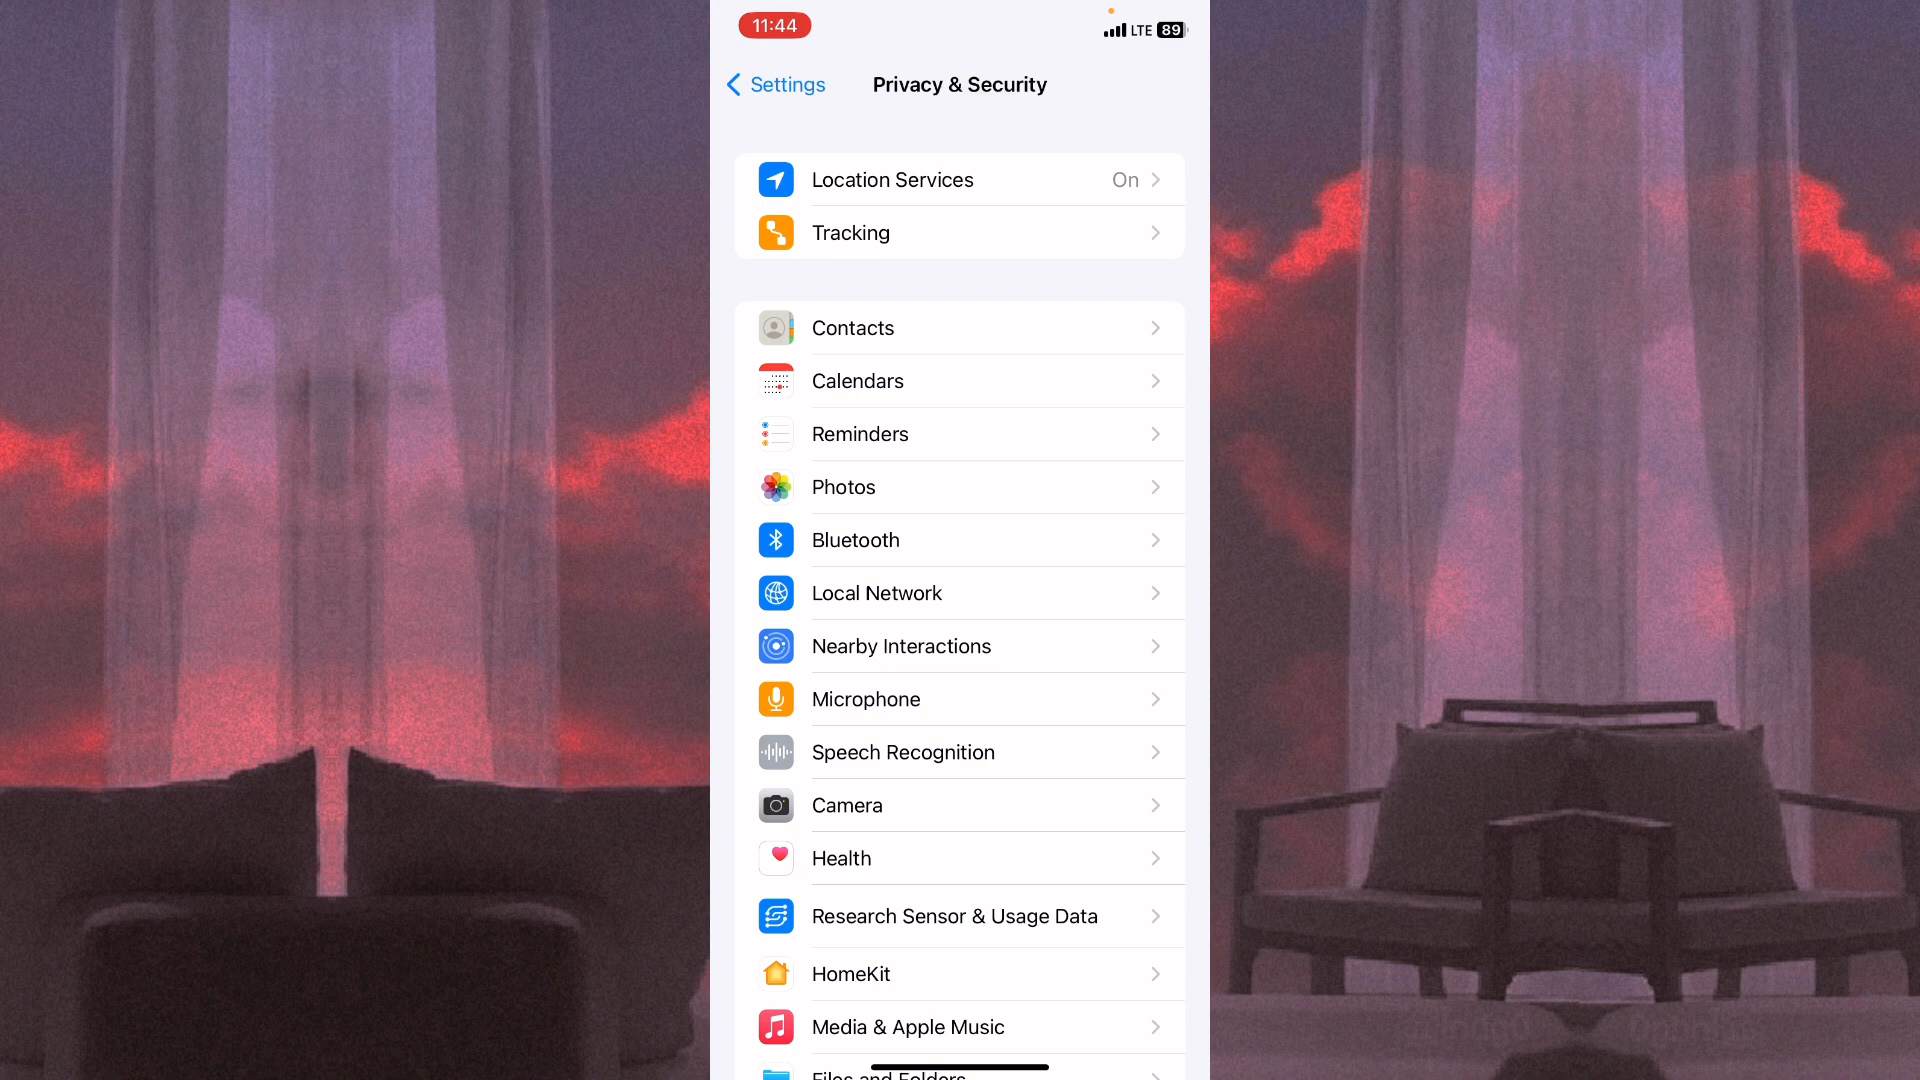 11:44
LTE 89
Settings
Privacy & Security
Location Services On
Tracking
Contacts
Calendars
Reminders
Photos
Bluetooth
Local Network
Nearby Interactions
Microphone
Speech Recognition
Camera
Health
Research Sensor & Usage Data
HomeKit
Media & Apple Music
Files and Folders